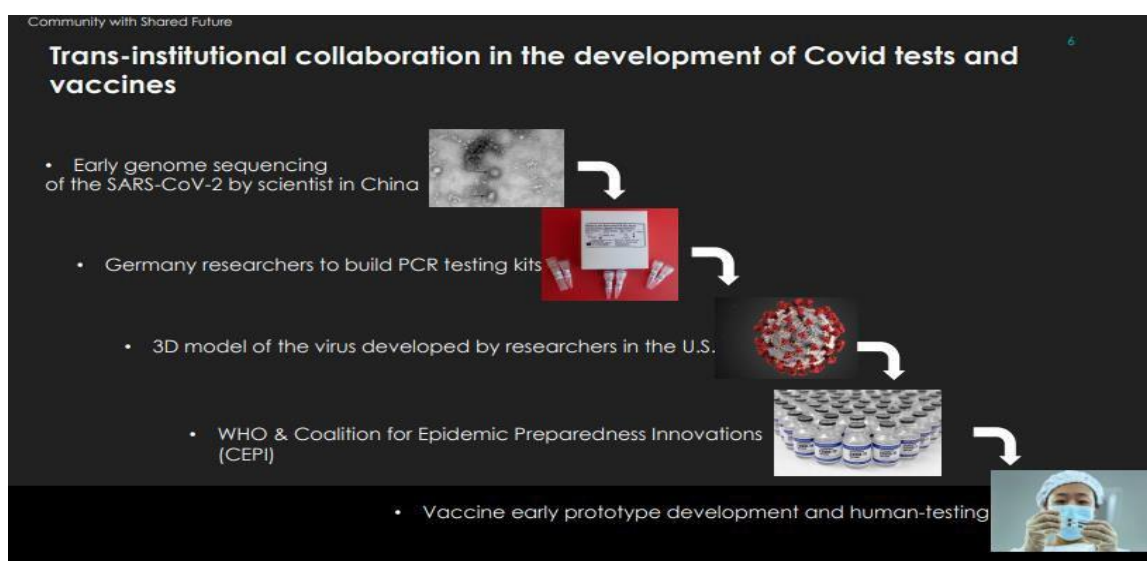 Community with Shared Future
6
Trans-institutional collaboration in the development of Covid tests and
vaccines
• Early genome sequencing
of the SARS-CoV-2 by scientist in China
• Germany researchers to build PCR testing kits
• 3D model of the virus developed by researchers in the U.S.
• WHO & Coalition for Epidemic Preparedness Innovations
(CEPI)
• Vaccine early prototype development and human-testing